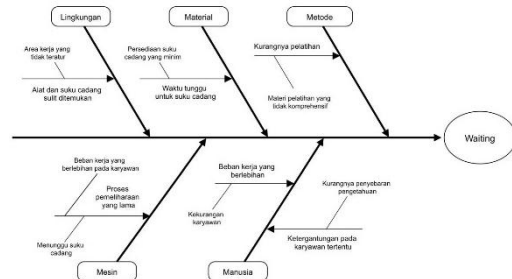 Lingkungan
Material
Metode
Area kerja yang
tidak teratur
Alat dan suku cadang
sulit ditemukan
Persediaan suku
cadang yang minim
Waktu tunggu
untuk suku cadang
Kurangnya pelatihan
Materi pelatihan yang
tidak komprehensif
Waiting
Beban kerja yang
berlebihan pada karyawan
Proses
pemeliharaan
yang lama
Menunggu suku
cadang
Beban kerja yang
berlebihan
Kekurangan
karyawan
Kurangnya penyebaran
pengetahuan
Ketergantungan pada
karyawan tertentu
Mesin
Manusia